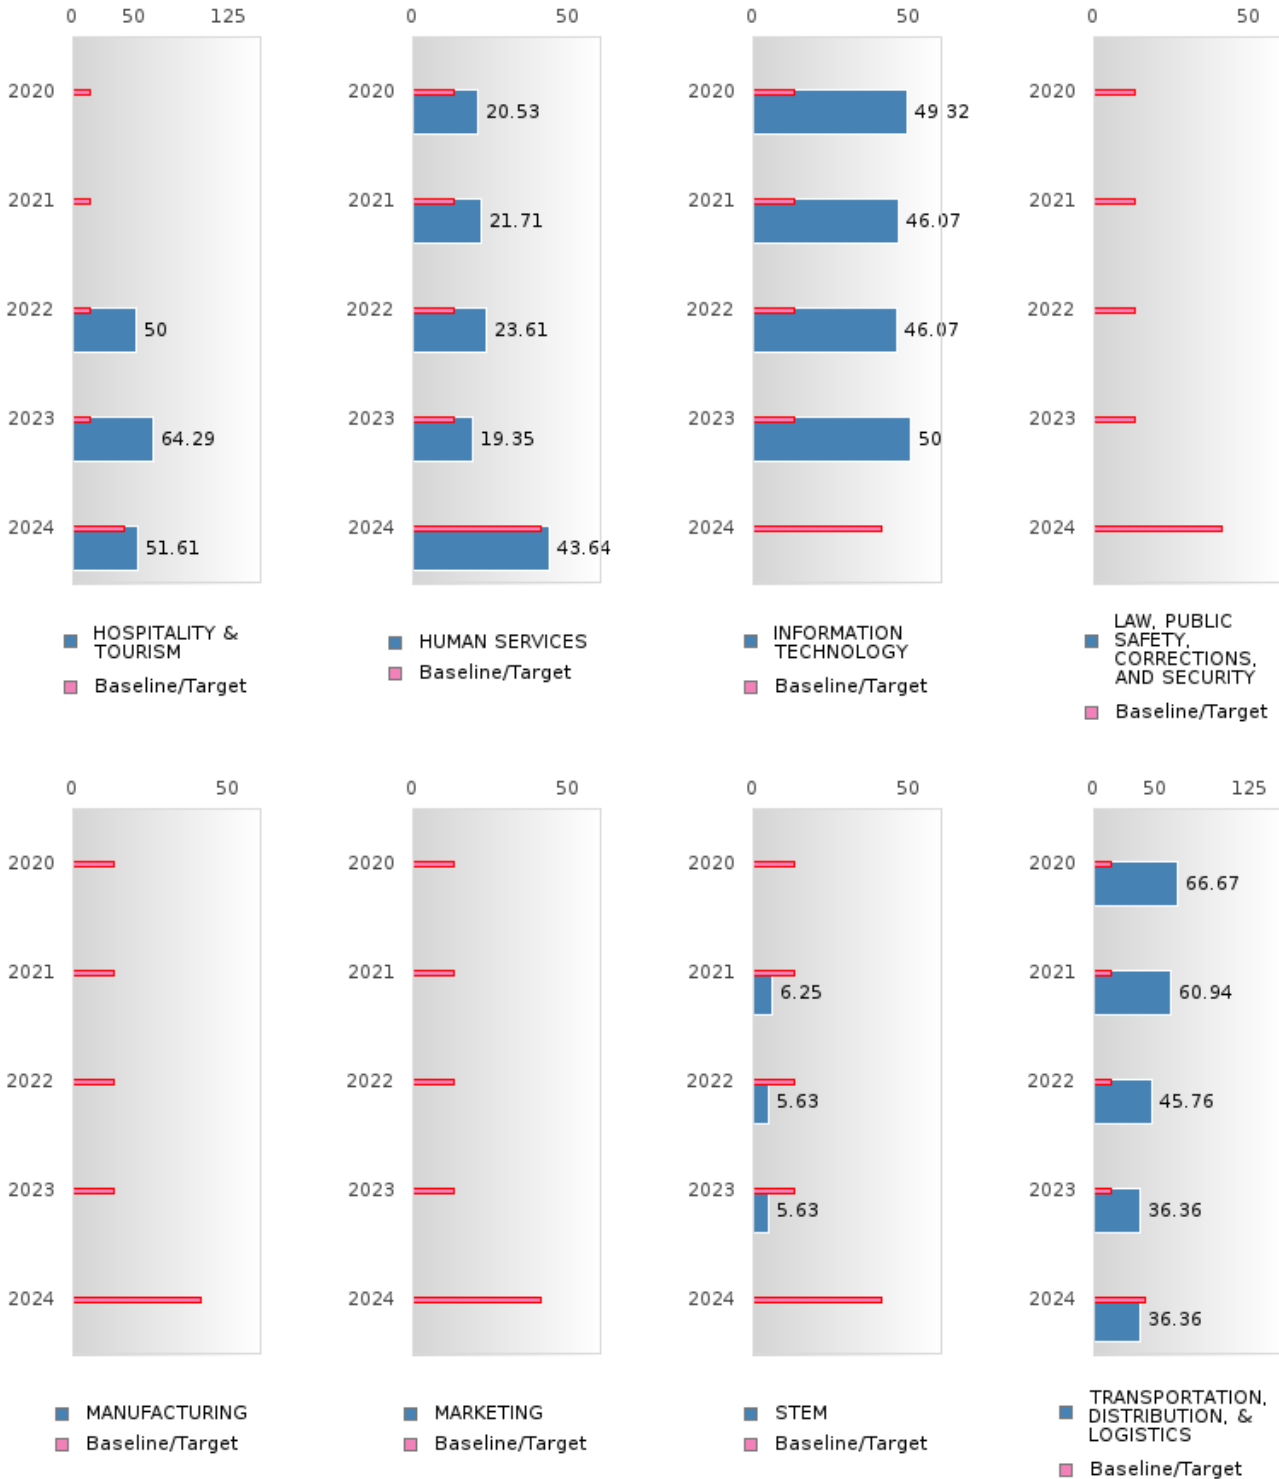 0 50 125
2020
2021
2022
50
2023
64.29
2024
51.61
HOSPITALITY &
TOURISM
Baseline/Target
0 50
2020
20.53
2021
21.71
2022
23.61
2023
19.35
2024
43.64
HUMAN SERVICES
Baseline/Target
0 50
2020
49.32
2021
46.07
2022
46.07
2023
50
2024
INFORMATION
TECHNOLOGY
Baseline/Target
0 50
2020
2021
2022
2023
2024
LAW, PUBLIC
SAFETY,
CORRECTIONS,
AND SECURITY
Baseline/Target
0 50
2020
2021
2022
2023
2024
MANUFACTURING
Baseline/Target
0 50
2020
2021
2022
2023
2024
MARKETING
Baseline/Target
0 50
2020
2021
6.25
2022
5.63
2023
5.63
2024
STEM
Baseline/Target
0 50 125
2020
66.67
2021
60.94
2022
45.76
2023
36.36
2024
36.36
TRANSPORTATION,
DISTRIBUTION, &
LOGISTICS
Baseline/Target